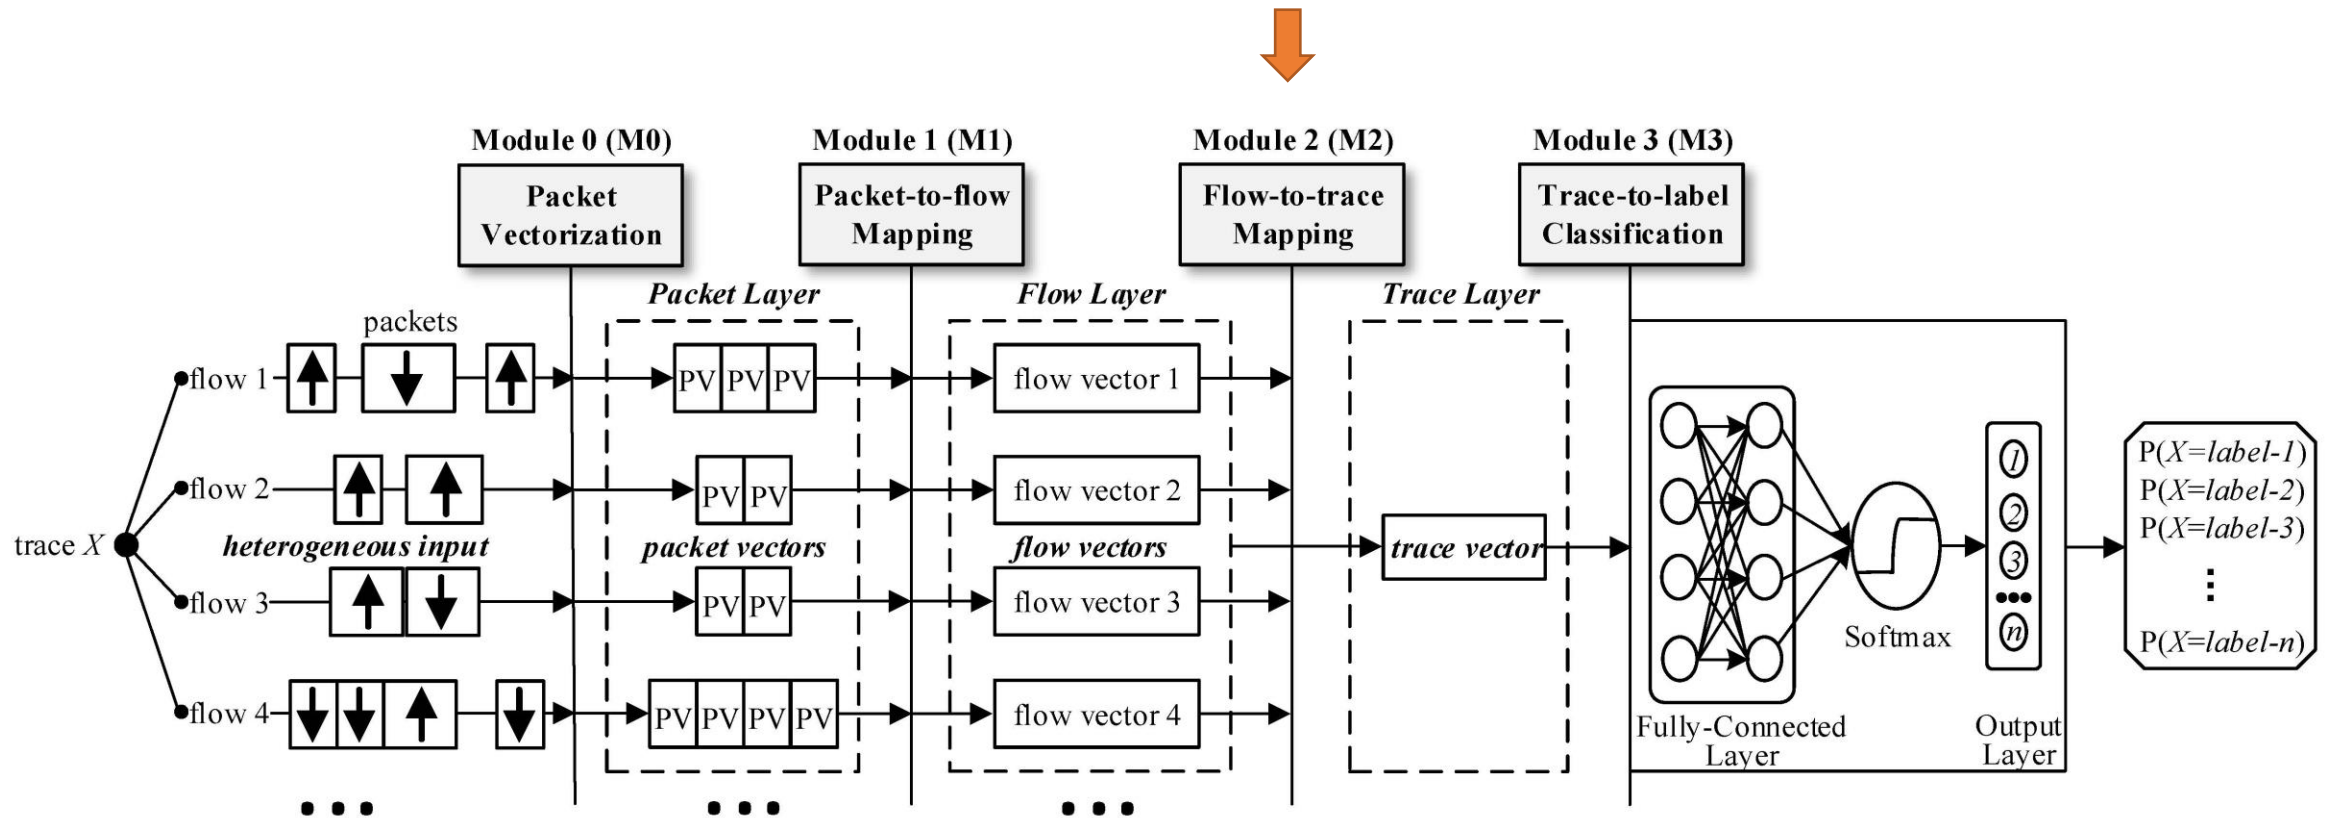 Module 0 (M0)
Packet
Vectorization
Module 1 (M1)
Packet-to-flow
Mapping
Module 2 (M2)
Flow-to-trace
Mapping
Module 3 (M3)
Trace-to-label
Classification
Packet Layer
Flow Layer
Trace Layer
packets
trace X
flow 1
flow 2
heterogeneous input
flow 3
flow 4
PV PV PV
PV PV
packet vectors
PV PV
PV PV PV PV
flow vector 1
flow vector 2
flow vectors
flow vector 3
flow vector 4
trace vector
Fully-Connected
Layer
Softmax
1
2
3
•••
n
Output
Layer
P(X=label-1)
P(X=label-2)
P(X=label-3)
⋮
P(X=label-n)
••• ••• •••